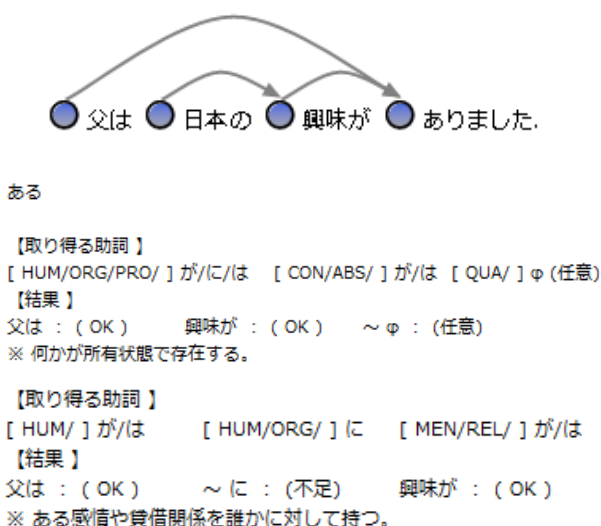 父は 日本の 興味が ありました.
ある
【取り得る助詞 】
[ HUM/ORG/PRO/ ] が/に/は [ CON/ABS/ ] が/は [ QUA/ ] φ (任意)
【結果 】
父は : ( OK ) 興味が : ( OK ) ～ φ : (任意)
※ 何かが所有状態で存在する。
【取り得る助詞 】
[ HUM/ ] が/は [ HUM/ORG/ ] に [ MEN/REL/ ] が/は
【結果 】
父は : ( OK ) ～ に : (不足) 興味が : ( OK )
※ ある感情や貸借関係を誰かに対して持つ。